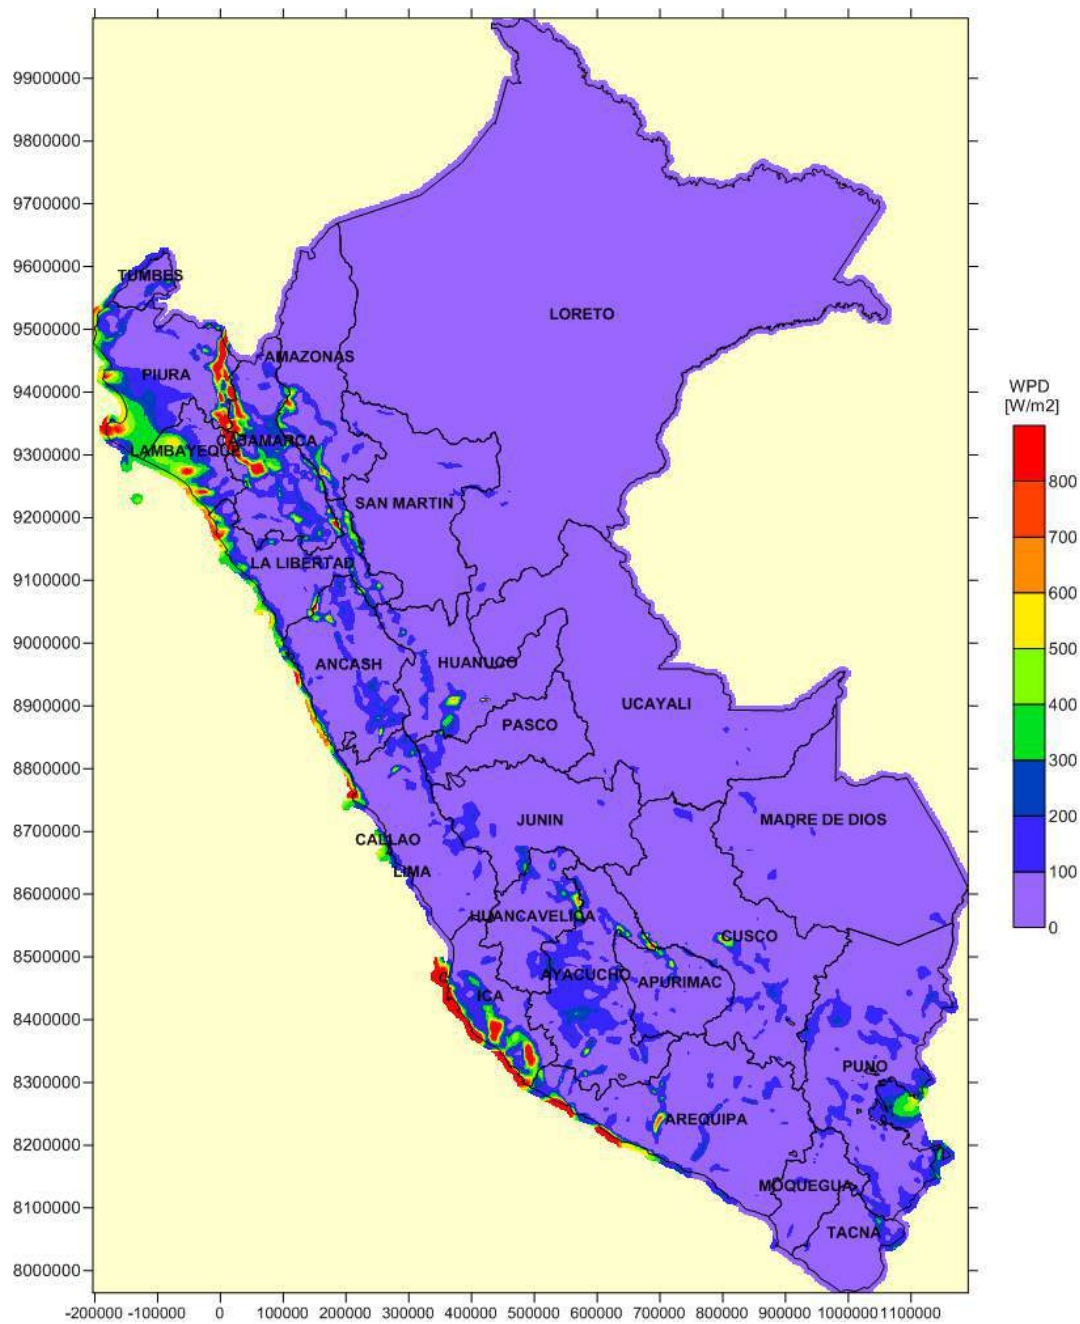 9900000
9800000
9700000
9600000
TUMBES
LORETO
9500000
AMAZONAS
PIURA
WPD
[W/m2]
9400000
CAJAMARCA
LAMBAYEQUE
9300000
800
SAN MARTIN
700
9200000
600
LA LIBERTAD
9100000
500
9000000
400
ANCASH
HUANUCO
UCAYALI
300
8900000
PASCO
200
8800000
100
JUNIN
MADRE DE DIOS
0
8700000
CALLAO
LIMA
8600000
HUANCAVELICA
CUSCO
8500000
AYACUCHO
APURIMAC
ICA
8400000
PUNO
8300000
AREQUIPA
8200000
MOQUEGUA
8100000
TACNA
8000000
-200000 -100000 0 100000 200000 300000 400000 500000 600000 700000 800000 900000 1000000 1100000